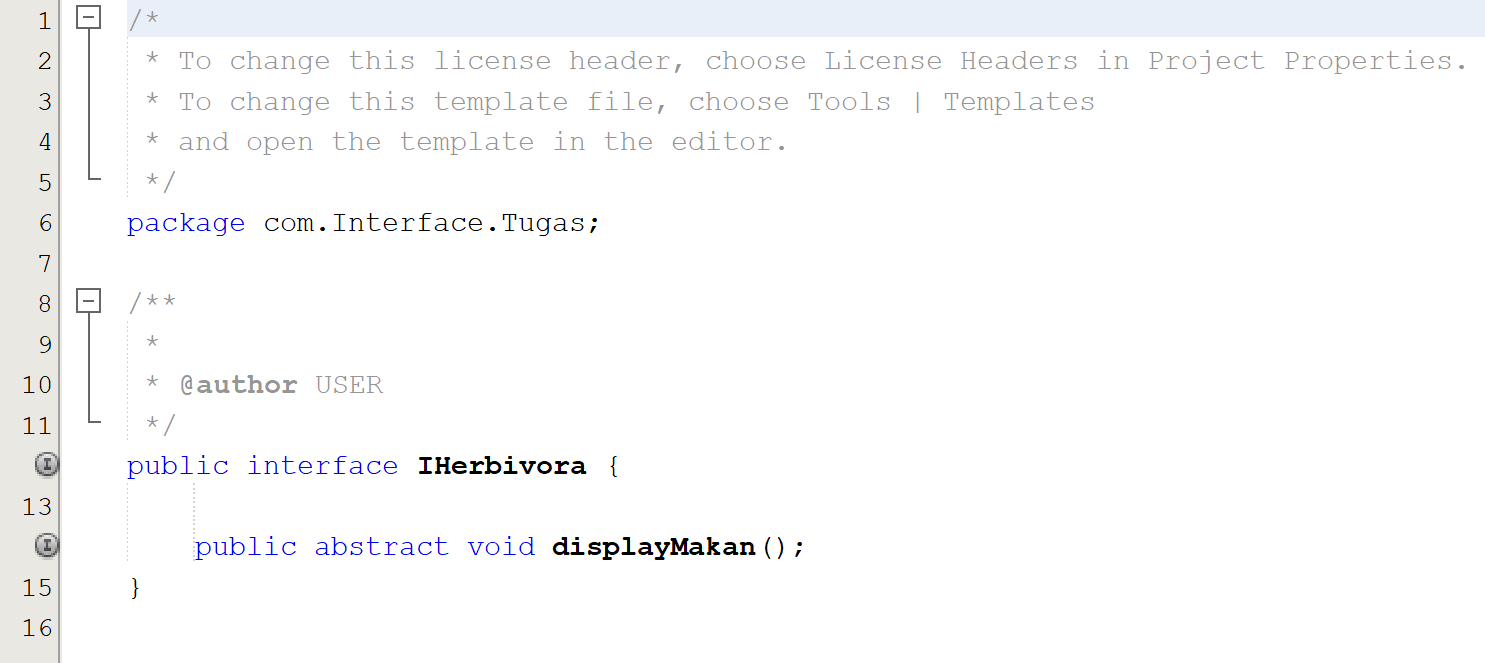 1 /*
2 * To change this license header, choose License Headers in Project Properties.
3 * To change this template file, choose Tools | Templates
4 * and open the template in the editor.
5 */
6 package com.Interface.Tugas;
7
8 /**
9 *
10 * @author USER
11 */
public interface IHerbivora {
13
public abstract void displayMakan();
15 }
16